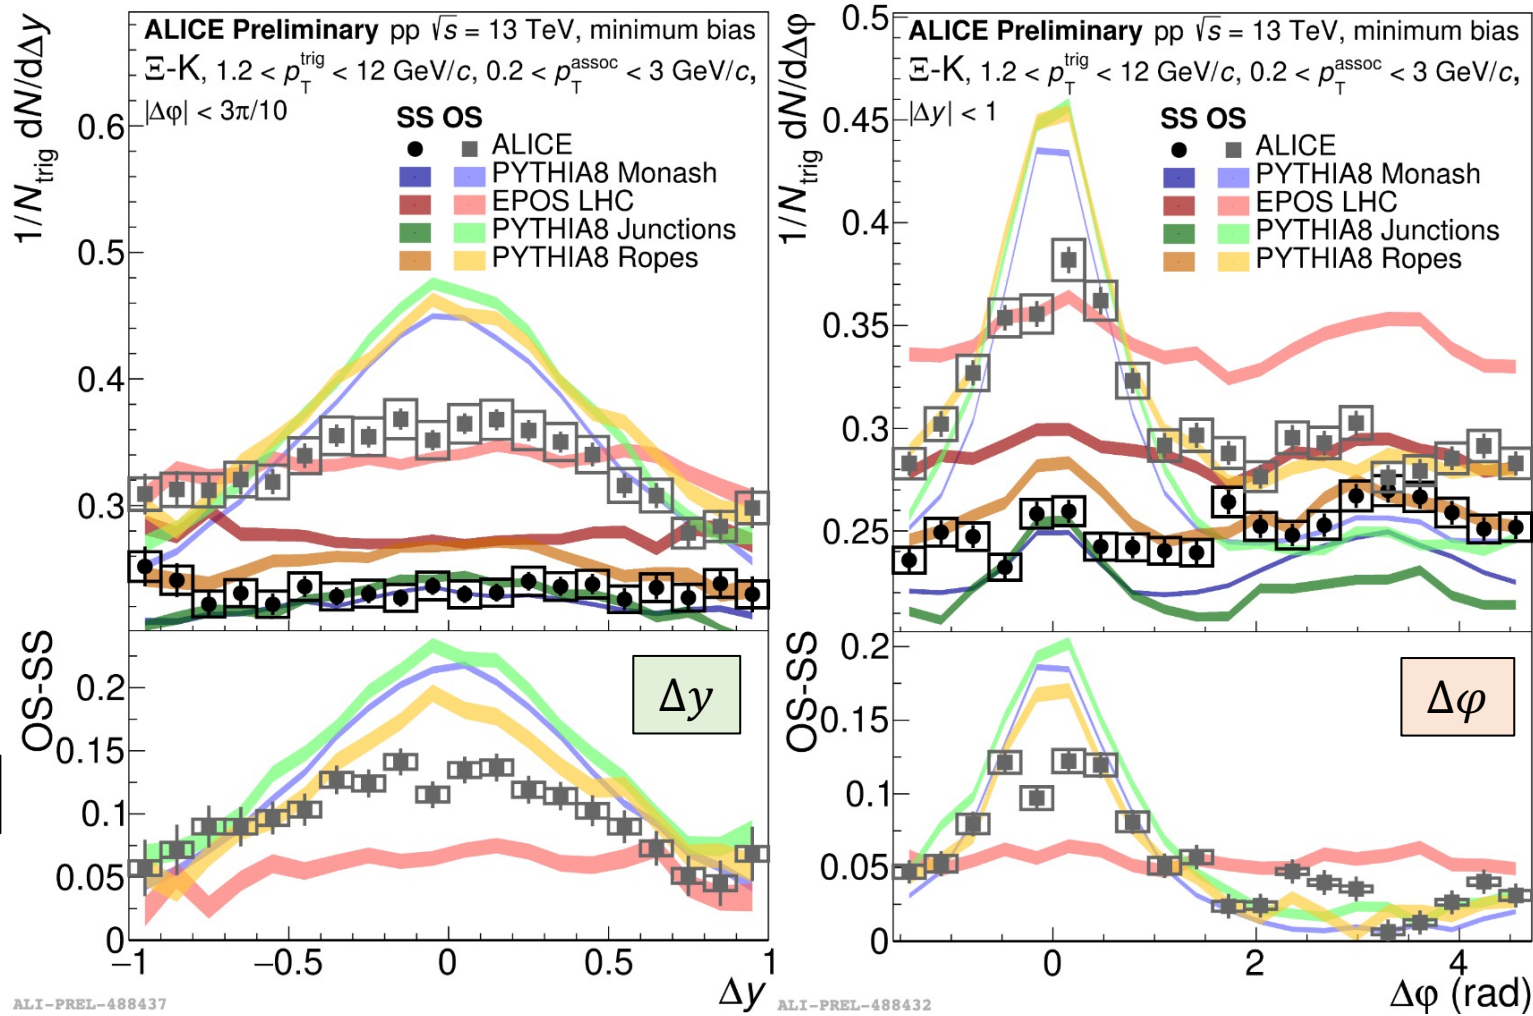 ALICE Preliminary pp √s = 13 TeV, minimum bias
Ξ-K, 1.2 < p_T^trig < 12 GeV/c, 0.2 < p_T^assoc < 3 GeV/c,
|Δφ| < 3π/10
SS OS
ALICE
PYTHIA8 Monash
EPOS LHC
PYTHIA8 Junctions
PYTHIA8 Ropes
1/N_trig dN/dΔy
0.6
0.5
0.4
0.3
OS-SS
0.2
0.15
0.1
0.05
0
Δy
−1
−0.5
0
0.5
1
Δy
ALI-PREL-488437
ALICE Preliminary pp √s = 13 TeV, minimum bias
Ξ-K, 1.2 < p_T^trig < 12 GeV/c, 0.2 < p_T^assoc < 3 GeV/c,
|Δy| < 1
SS OS
ALICE
PYTHIA8 Monash
EPOS LHC
PYTHIA8 Junctions
PYTHIA8 Ropes
1/N_trig dN/dΔφ
0.5
0.45
0.4
0.35
0.3
0.25
OS-SS
0.2
0.15
0.1
0.05
0
Δφ
0
2
4
Δφ (rad)
ALI-PREL-488432